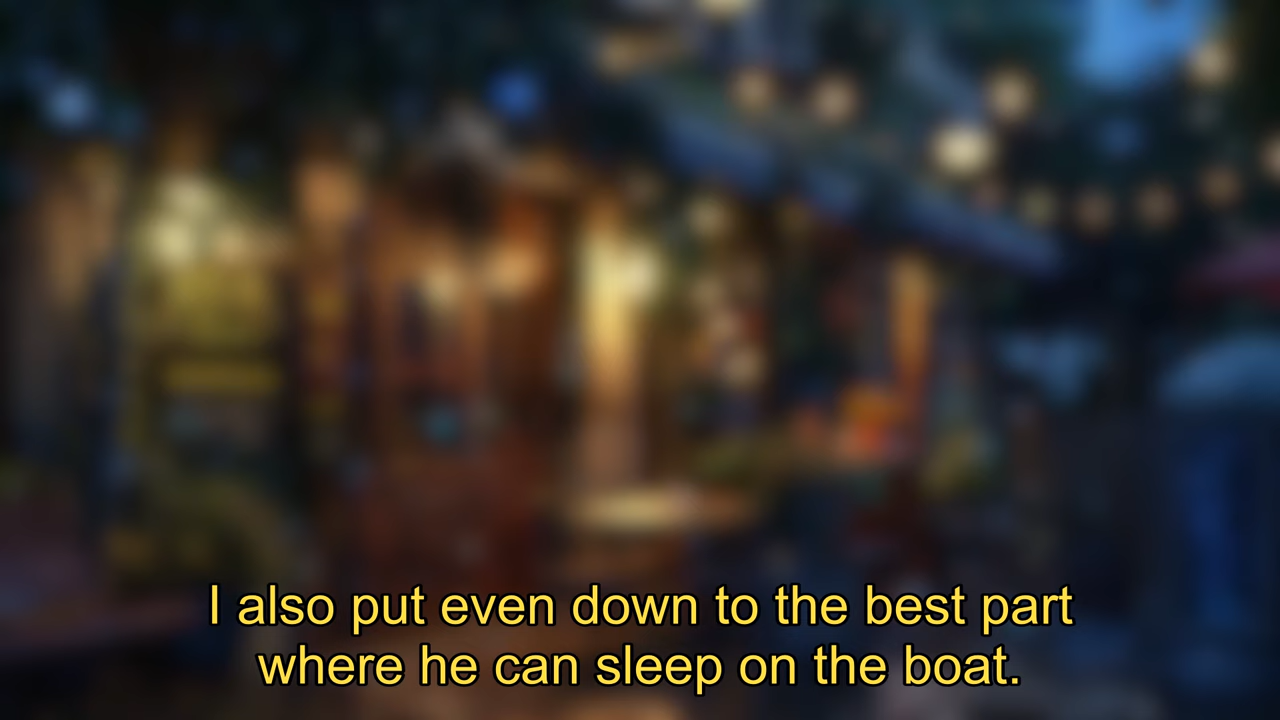 I also put even down to the best part
where he can sleep on the boat.